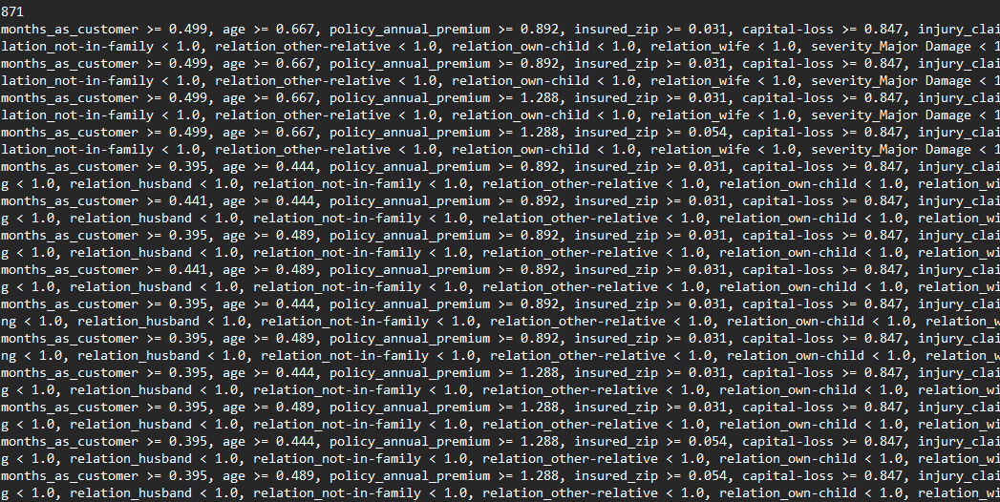 871
months_as_customer >= 0.499, age >= 0.667, policy_annual_premium >= 0.892, insured_zip >= 0.031, capital-loss >= 0.847, injury_clai
lation_not-in-family < 1.0, relation_other-relative < 1.0, relation_own-child < 1.0, relation_wife < 1.0, severity_Major Damage < 1
months_as_customer >= 0.499, age >= 0.667, policy_annual_premium >= 0.892, insured_zip >= 0.031, capital-loss >= 0.847, injury_clai
lation_not-in-family < 1.0, relation_other-relative < 1.0, relation_own-child < 1.0, relation_wife < 1.0, severity_Major Damage < 1
months_as_customer >= 0.499, age >= 0.667, policy_annual_premium >= 1.288, insured_zip >= 0.031, capital-loss >= 0.847, injury_clai
lation_not-in-family < 1.0, relation_other-relative < 1.0, relation_own-child < 1.0, relation_wife < 1.0, severity_Major Damage < 1
months_as_customer >= 0.499, age >= 0.667, policy_annual_premium >= 1.288, insured_zip >= 0.054, capital-loss >= 0.847, injury_clai
lation_not-in-family < 1.0, relation_other-relative < 1.0, relation_own-child < 1.0, relation_wife < 1.0, severity_Major Damage < 1
months_as_customer >= 0.395, age >= 0.444, policy_annual_premium >= 0.892, insured_zip >= 0.031, capital-loss >= 0.847, injury_clai
g < 1.0, relation_husband < 1.0, relation_not-in-family < 1.0, relation_other-relative < 1.0, relation_own-child < 1.0, relation_wi
months_as_customer >= 0.441, age >= 0.444, policy_annual_premium >= 0.892, insured_zip >= 0.031, capital-loss >= 0.847, injury_clai
g < 1.0, relation_husband < 1.0, relation_not-in-family < 1.0, relation_other-relative < 1.0, relation_own-child < 1.0, relation_wi
months_as_customer >= 0.395, age >= 0.489, policy_annual_premium >= 0.892, insured_zip >= 0.031, capital-loss >= 0.847, injury_clai
g < 1.0, relation_husband < 1.0, relation_not-in-family < 1.0, relation_other-relative < 1.0, relation_own-child < 1.0, relation_wi
months_as_customer >= 0.441, age >= 0.489, policy_annual_premium >= 0.892, insured_zip >= 0.031, capital-loss >= 0.847, injury_clai
g < 1.0, relation_husband < 1.0, relation_not-in-family < 1.0, relation_other-relative < 1.0, relation_own-child < 1.0, relation_wi
months_as_customer >= 0.395, age >= 0.444, policy_annual_premium >= 0.892, insured_zip >= 0.031, capital-loss >= 0.847, injury_clai
ng < 1.0, relation_husband < 1.0, relation_not-in-family < 1.0, relation_other-relative < 1.0, relation_own-child < 1.0, relation_w
months_as_customer >= 0.395, age >= 0.489, policy_annual_premium >= 0.892, insured_zip >= 0.031, capital-loss >= 0.847, injury_clai
ng < 1.0, relation_husband < 1.0, relation_not-in-family < 1.0, relation_other-relative < 1.0, relation_own-child < 1.0, relation_w
months_as_customer >= 0.395, age >= 0.444, policy_annual_premium >= 1.288, insured_zip >= 0.031, capital-loss >= 0.847, injury_clai
g < 1.0, relation_husband < 1.0, relation_not-in-family < 1.0, relation_other-relative < 1.0, relation_own-child < 1.0, relation_wi
months_as_customer >= 0.395, age >= 0.489, policy_annual_premium >= 1.288, insured_zip >= 0.031, capital-loss >= 0.847, injury_clai
g < 1.0, relation_husband < 1.0, relation_not-in-family < 1.0, relation_other-relative < 1.0, relation_own-child < 1.0, relation_wi
months_as_customer >= 0.395, age >= 0.444, policy_annual_premium >= 1.288, insured_zip >= 0.054, capital-loss >= 0.847, injury_clai
g < 1.0, relation_husband < 1.0, relation_not-in-family < 1.0, relation_other-relative < 1.0, relation_own-child < 1.0, relation_wi
months_as_customer >= 0.395, age >= 0.489, policy_annual_premium >= 1.288, insured_zip >= 0.054, capital-loss >= 0.847, injury_clai
g < 1.0, relation_husband < 1.0, relation_not-in-family < 1.0, relation_other-relative < 1.0, relation_own-child < 1.0, relation_wi